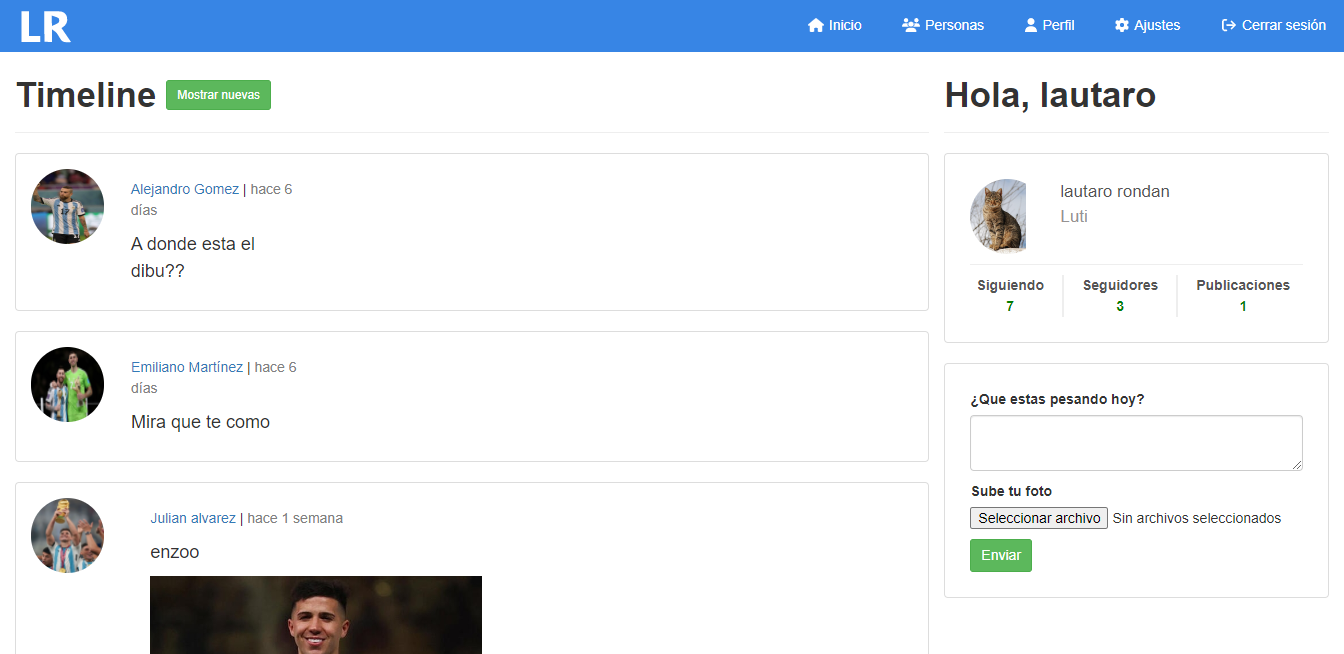 LR
Inicio
Personas
Perfil
Ajustes
Cerrar sesión
Timeline
Mostrar nuevas
Alejandro Gomez | hace 6
días
A donde esta el
dibu??
Emiliano Martínez | hace 6
días
Mira que te como
Julian alvarez | hace 1 semana
enzoo
Hola, lautaro
lautaro rondan
Luti
Siguiendo
7
Seguidores
3
Publicaciones
1
¿Que estas pesando hoy?
Sube tu foto
Seleccionar archivo Sin archivos seleccionados
Enviar